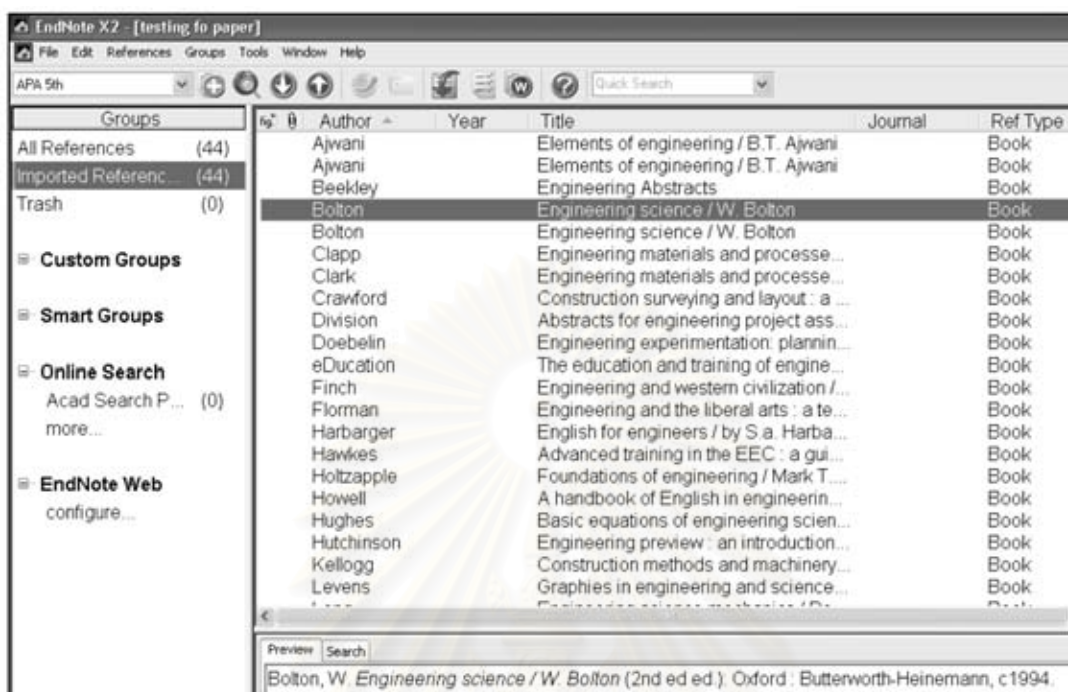 EndNote X2 - [testing fo paper]
File Edit References Groups Tools Window Help
APA 5th Quick Search
Groups
All References (44)
Imported Referenc... (44)
Trash (0)
Custom Groups
Smart Groups
Online Search
Acad Search P... (0)
more...
EndNote Web
configure...
Author Year Title Journal Ref Type
Ajwani Elements of engineering / B.T. Ajwani Book
Ajwani Elements of engineering / B.T. Ajwani Book
Beekley Engineering Abstracts Book
Bolton Engineering science / W. Bolton Book
Bolton Engineering science / W. Bolton Book
Clapp Engineering materials and processe... Book
Clark Engineering materials and processe... Book
Crawford Construction surveying and layout : a ... Book
Division Abstracts for engineering project ass... Book
Doebelin Engineering experimentation: plannin... Book
eDucation The education and training of engine... Book
Finch Engineering and western civilization /... Book
Florman Engineering and the liberal arts : a te... Book
Harbarger English for engineers / by S.a. Harba... Book
Hawkes Advanced training in the EEC : a gui... Book
Holtzapple Foundations of engineering / Mark T.... Book
Howell A handbook of English in engineerin... Book
Hughes Basic equations of engineering scien... Book
Hutchinson Engineering preview : an introduction... Book
Kellogg Construction methods and machinery... Book
Levens Graphies in engineering and science... Book
Preview Search
Bolton, W. Engineering science / W. Bolton (2nd ed ed.): Oxford : Butterworth-Heinemann, c1994.